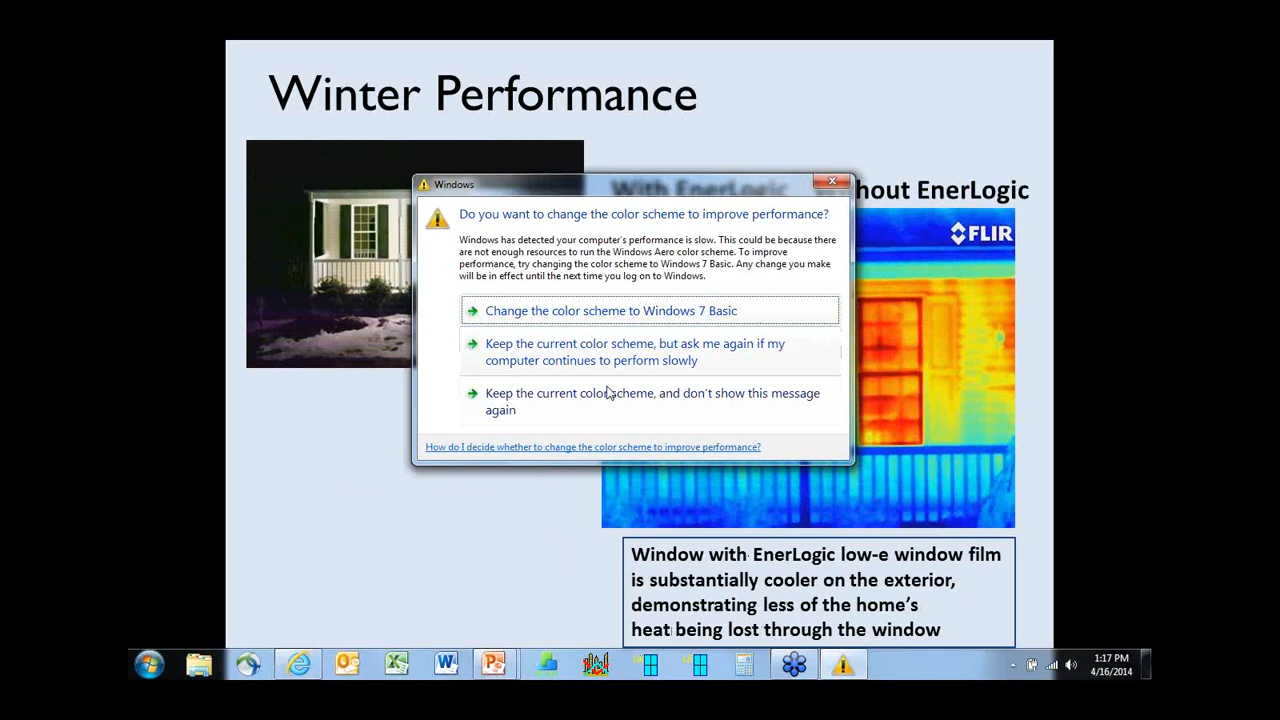 Winter Performance
With EnerLogic
hout EnerLogic
FLIR
Windows
Do you want to change the color scheme to improve performance?
Windows has detected your computer's performance is slow. This could be because there
are not enough resources to run the Windows Aero color scheme. To improve
performance, try changing the color scheme to Windows 7 Basic. Any change you make
will be in effect until the next time you log on to Windows.
Change the color scheme to Windows 7 Basic
Keep the current color scheme, but ask me again if my
computer continues to perform slowly
Keep the current color scheme, and don't show this message
again
How do I decide whether to change the color scheme to improve performance?
Window with EnerLogic low-e window film
is substantially cooler on the exterior,
demonstrating less of the home's
heat being lost through the window
1:17 PM
4/16/2014